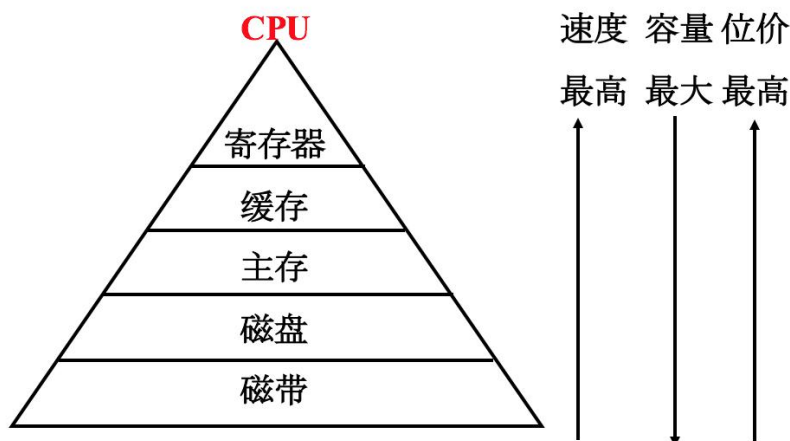 CPU
速度 容量 位价
最高 最大 最高
寄存器
缓存
主存
磁盘
磁带